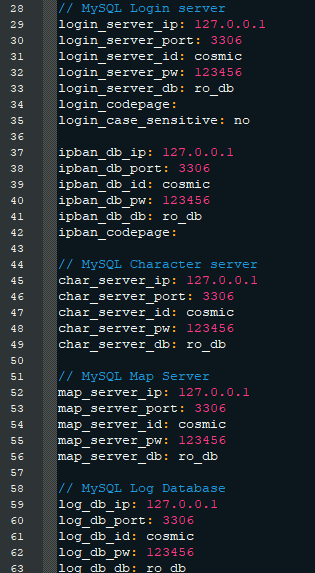 28 // MySQL Login server
29 login_server_ip: 127.0.0.1
30 login_server_port: 3306
31 login_server_id: cosmic
32 login_server_pw: 123456
33 login_server_db: ro_db
34 login_codepage:
35 login_case_sensitive: no
36
37 ipban_db_ip: 127.0.0.1
38 ipban_db_port: 3306
39 ipban_db_id: cosmic
40 ipban_db_pw: 123456
41 ipban_db_db: ro_db
42 ipban_codepage:
43
44 // MySQL Character server
45 char_server_ip: 127.0.0.1
46 char_server_port: 3306
47 char_server_id: cosmic
48 char_server_pw: 123456
49 char_server_db: ro_db
50
51 // MySQL Map Server
52 map_server_ip: 127.0.0.1
53 map_server_port: 3306
54 map_server_id: cosmic
55 map_server_pw: 123456
56 map_server_db: ro_db
57
58 // MySQL Log Database
59 log_db_ip: 127.0.0.1
60 log_db_port: 3306
61 log_db_id: cosmic
62 log_db_pw: 123456
63 log_db_db: ro_db